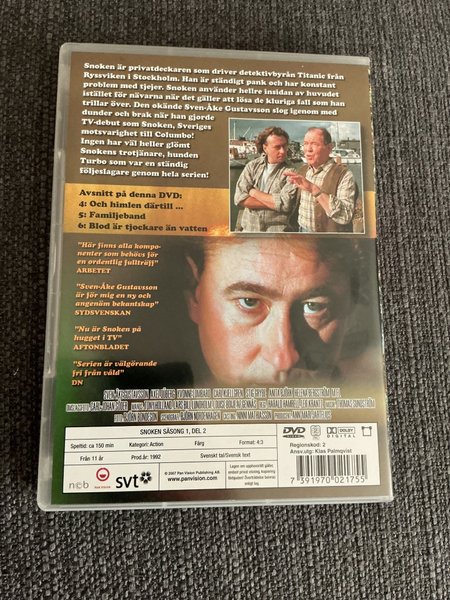 Snoken är privatdeckaren som driver detektivbyrån Titanic från
Ryssviken i Stockholm. Han är ständigt pank och har konstant
problem med tjejer. Snoken använder hellre insidan av huvudet
istället för nävarna när det gäller att lösa de kluriga fall som han
trillar över. Den okände Sven-Åke Gustavsson slog igenom med
dunder och brak när han gjorde
TV-debut som Snoken, Sveriges
motsvarighet till Columbo!
Ingen har väl heller glömt
Snokens trotjänare, hunden
Turbo som var en ständig
följeslagare genom hela serien!
Avsnitt på denna DVD:
4: Och himlen därtill ...
5: Familjeband
6: Blod är tjockare än vatten
"Här finns alla kompo-
nenter som behövs för
en ordentlig fullträff"
ARBETET
"Sven-Åke Gustavsson
är för mig en ny och
angenäm bekantskap"
SYDSVENSKAN
"Nu är Snoken på
hugget i TV"
AFTONBLADET
"Serien är välgörande
fri från våld"
DN
SNOKEN SÄSONG 1, DEL 2
Speltid: ca 150 min
Kategori: Action
Färg
Format: 4:3
Från 11 år
Prod.år: 1992
Svenskt tal/Svensk text
© 2007 Pan Vision Publishing AB.
www.panvision.com
ncb
svt
DVD
VIDEO
DOLBY
DIGITAL
Regionskod: 2
Ansv.utg: Klas Palmqvist
7 391970 021755